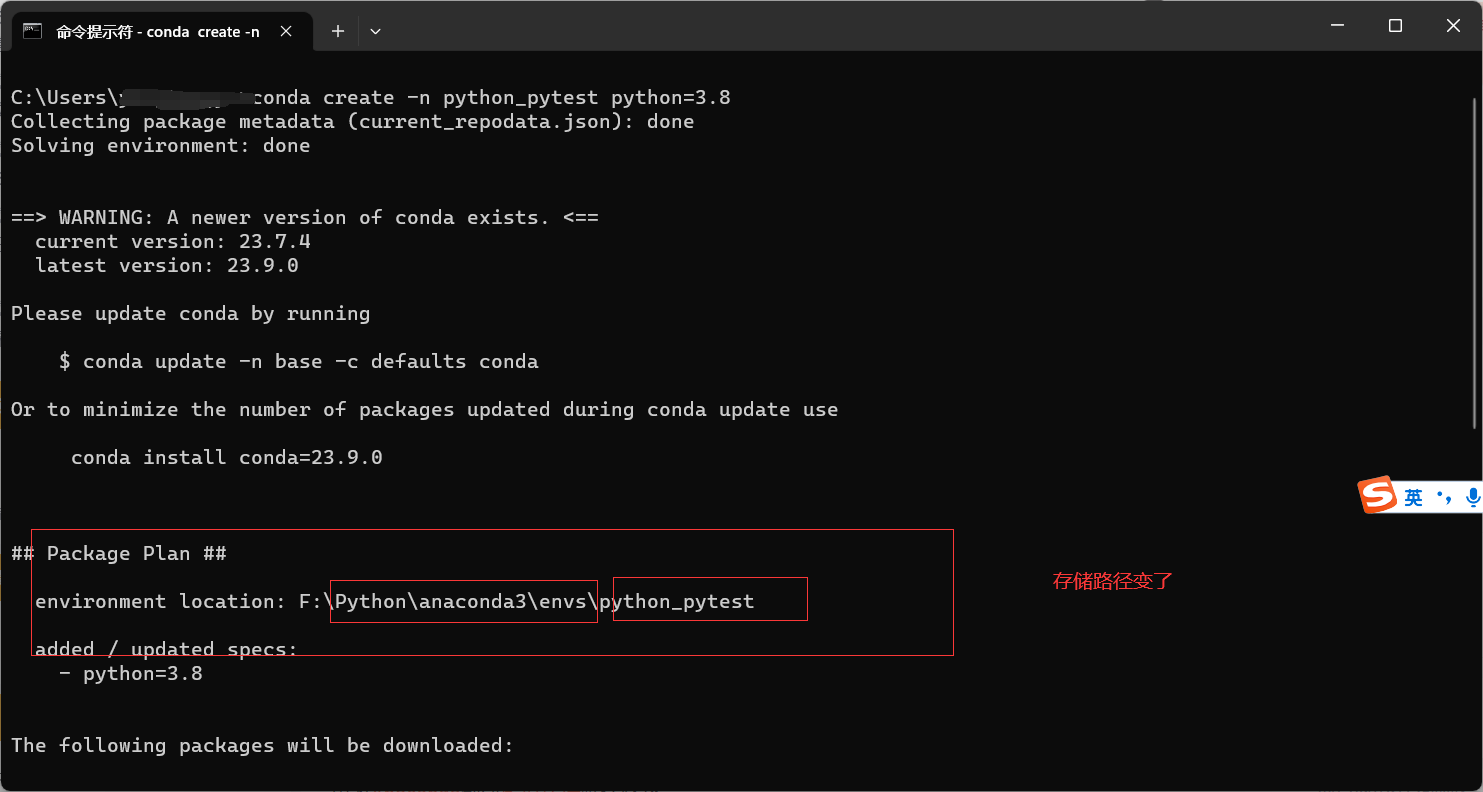 命令提示符 - conda  create -n
C:\Users\ conda create -n python_pytest python=3.8
Collecting package metadata (current_repodata.json): done
Solving environment: done
==> WARNING: A newer version of conda exists. <==
current version: 23.7.4
latest version: 23.9.0
Please update conda by running
$ conda update -n base -c defaults conda
Or to minimize the number of packages updated during conda update use
conda install conda=23.9.0
英
## Package Plan ##
存储路径变了
environment location: F:\Python\anaconda3\envs\python_pytest
added / updated specs:
- python=3.8
The following packages will be downloaded: